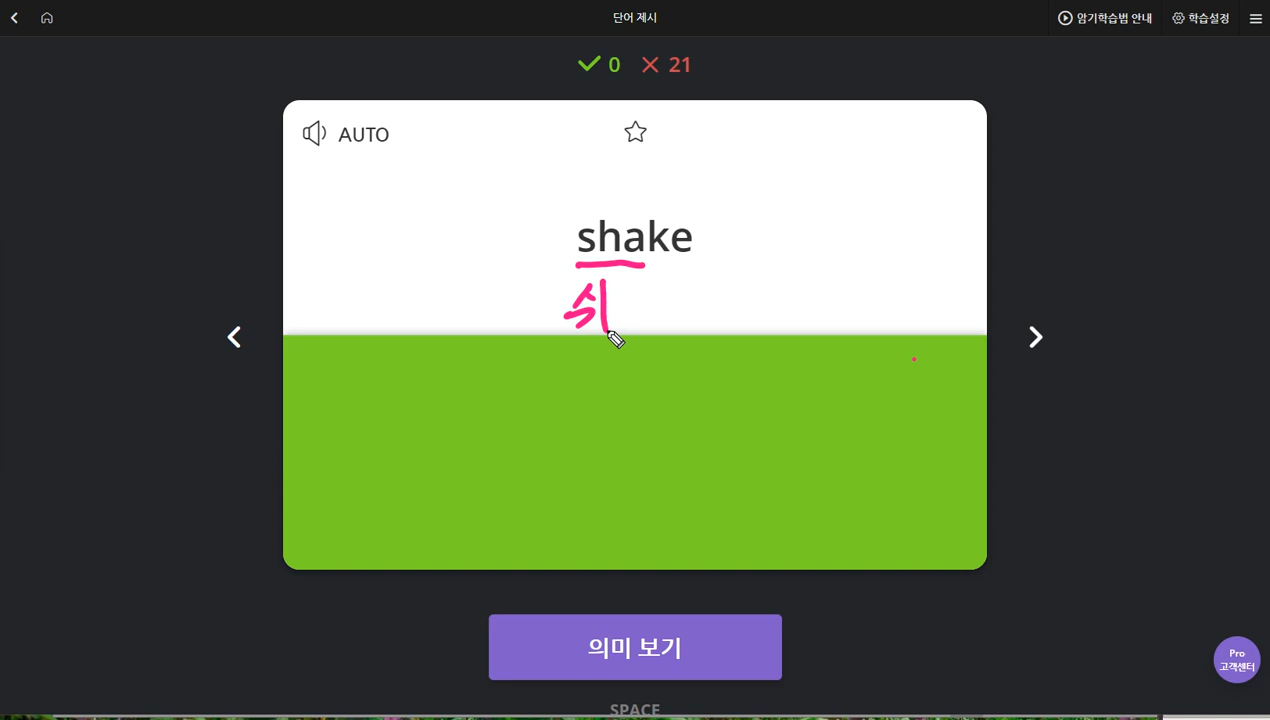 단어 제시
암기학습법 안내
학습설정
0
21
AUTO
shake
쉬
의미 보기
SPACE
Pro
고객센터